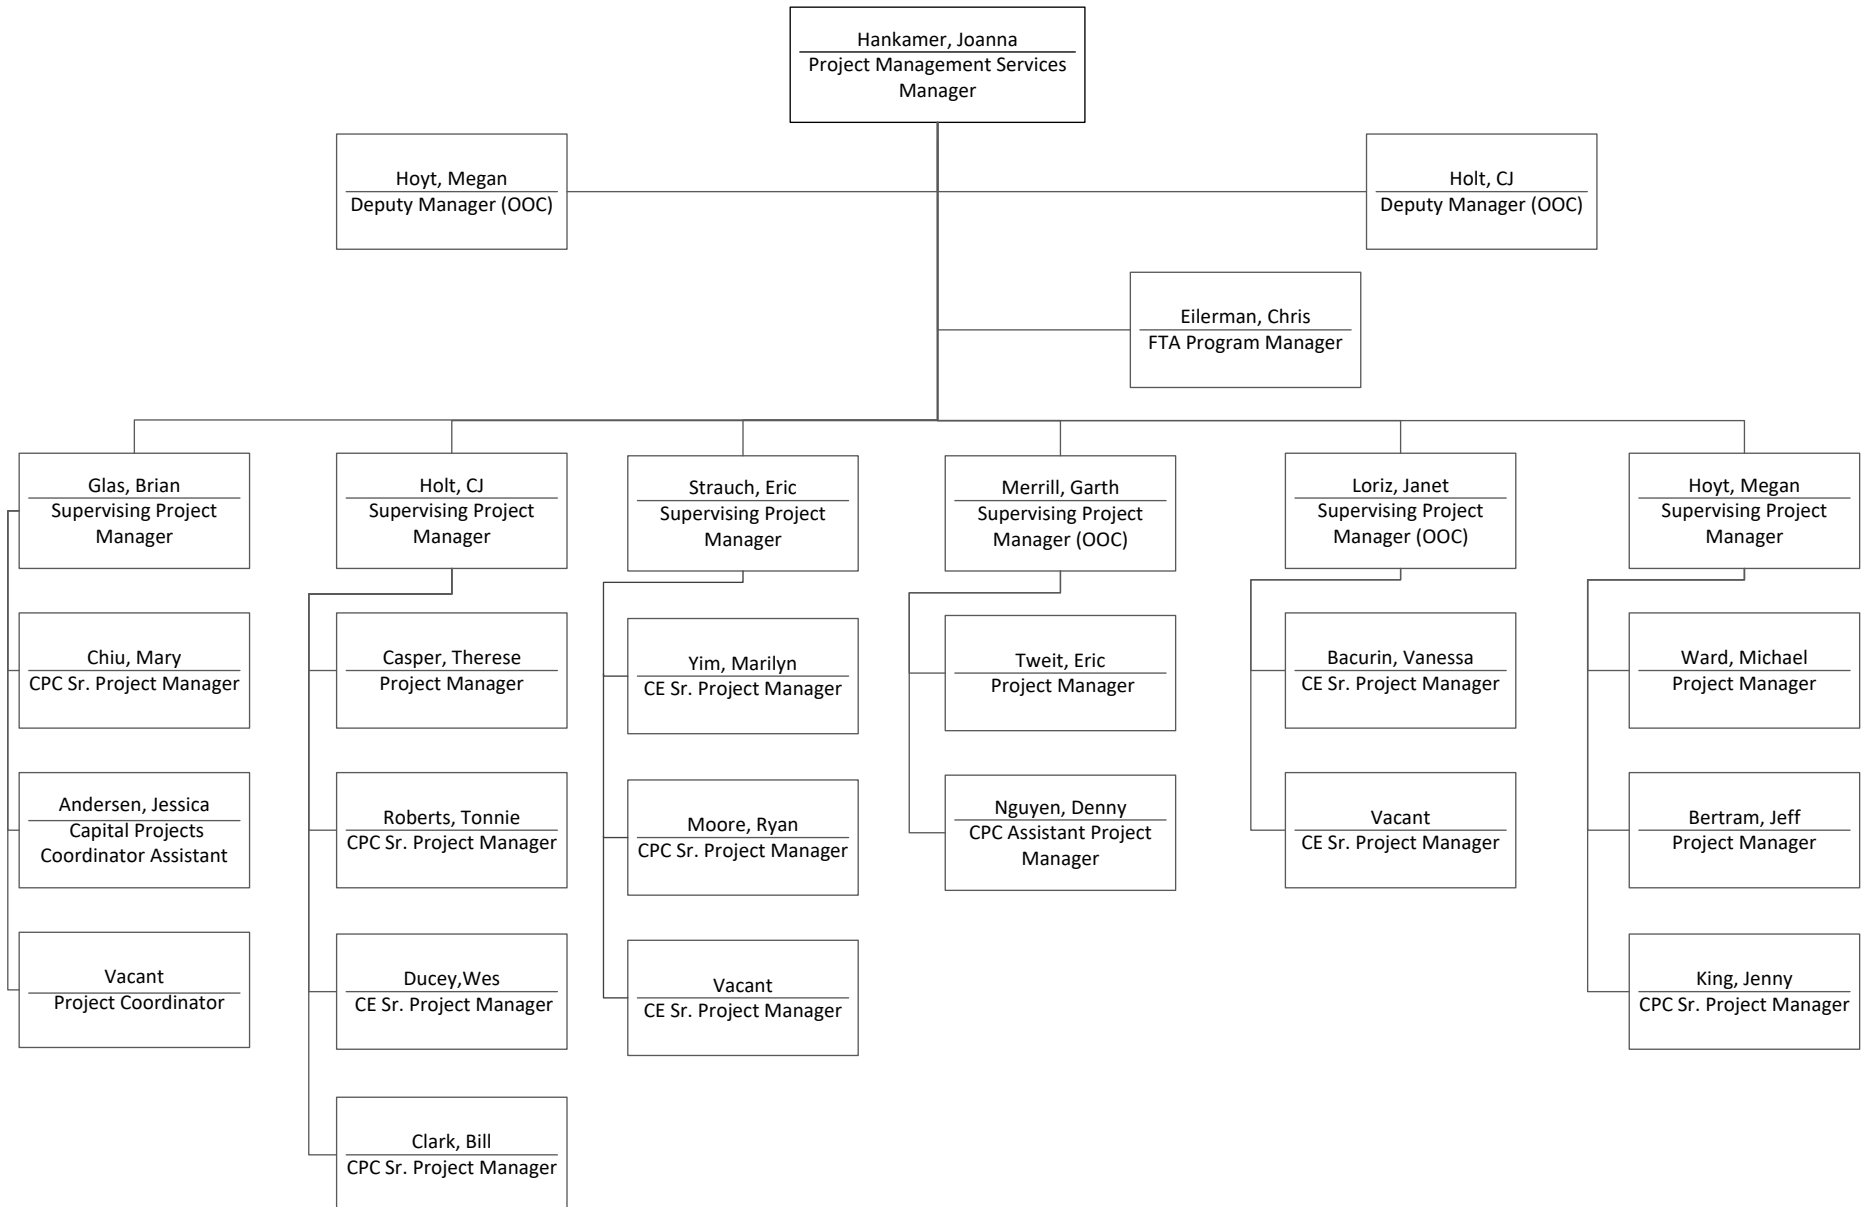 Hankamer, Joanna
Project Management Services
Manager
Hoyt, Megan
Deputy Manager (OOC)
Holt, CJ
Deputy Manager (OOC)
Eilerman, Chris
FTA Program Manager
Glas, Brian
Supervising Project
Manager
Holt, CJ
Supervising Project
Manager
Strauch, Eric
Supervising Project
Manager
Merrill, Garth
Supervising Project
Manager (OOC)
Loriz, Janet
Supervising Project
Manager (OOC)
Hoyt, Megan
Supervising Project
Manager
Chiu, Mary
CPC Sr. Project Manager
Casper, Therese
Project Manager
Yim, Marilyn
CE Sr. Project Manager
Tweit, Eric
Project Manager
Bacurin, Vanessa
CE Sr. Project Manager
Ward, Michael
Project Manager
Andersen, Jessica
Capital Projects
Coordinator Assistant
Roberts, Tonnie
CPC Sr. Project Manager
Moore, Ryan
CPC Sr. Project Manager
Nguyen, Denny
CPC Assistant Project
Manager
Vacant
CE Sr. Project Manager
Bertram, Jeff
Project Manager
Vacant
Project Coordinator
Ducey,Wes
CE Sr. Project Manager
Vacant
CE Sr. Project Manager
King, Jenny
CPC Sr. Project Manager
Clark, Bill
CPC Sr. Project Manager